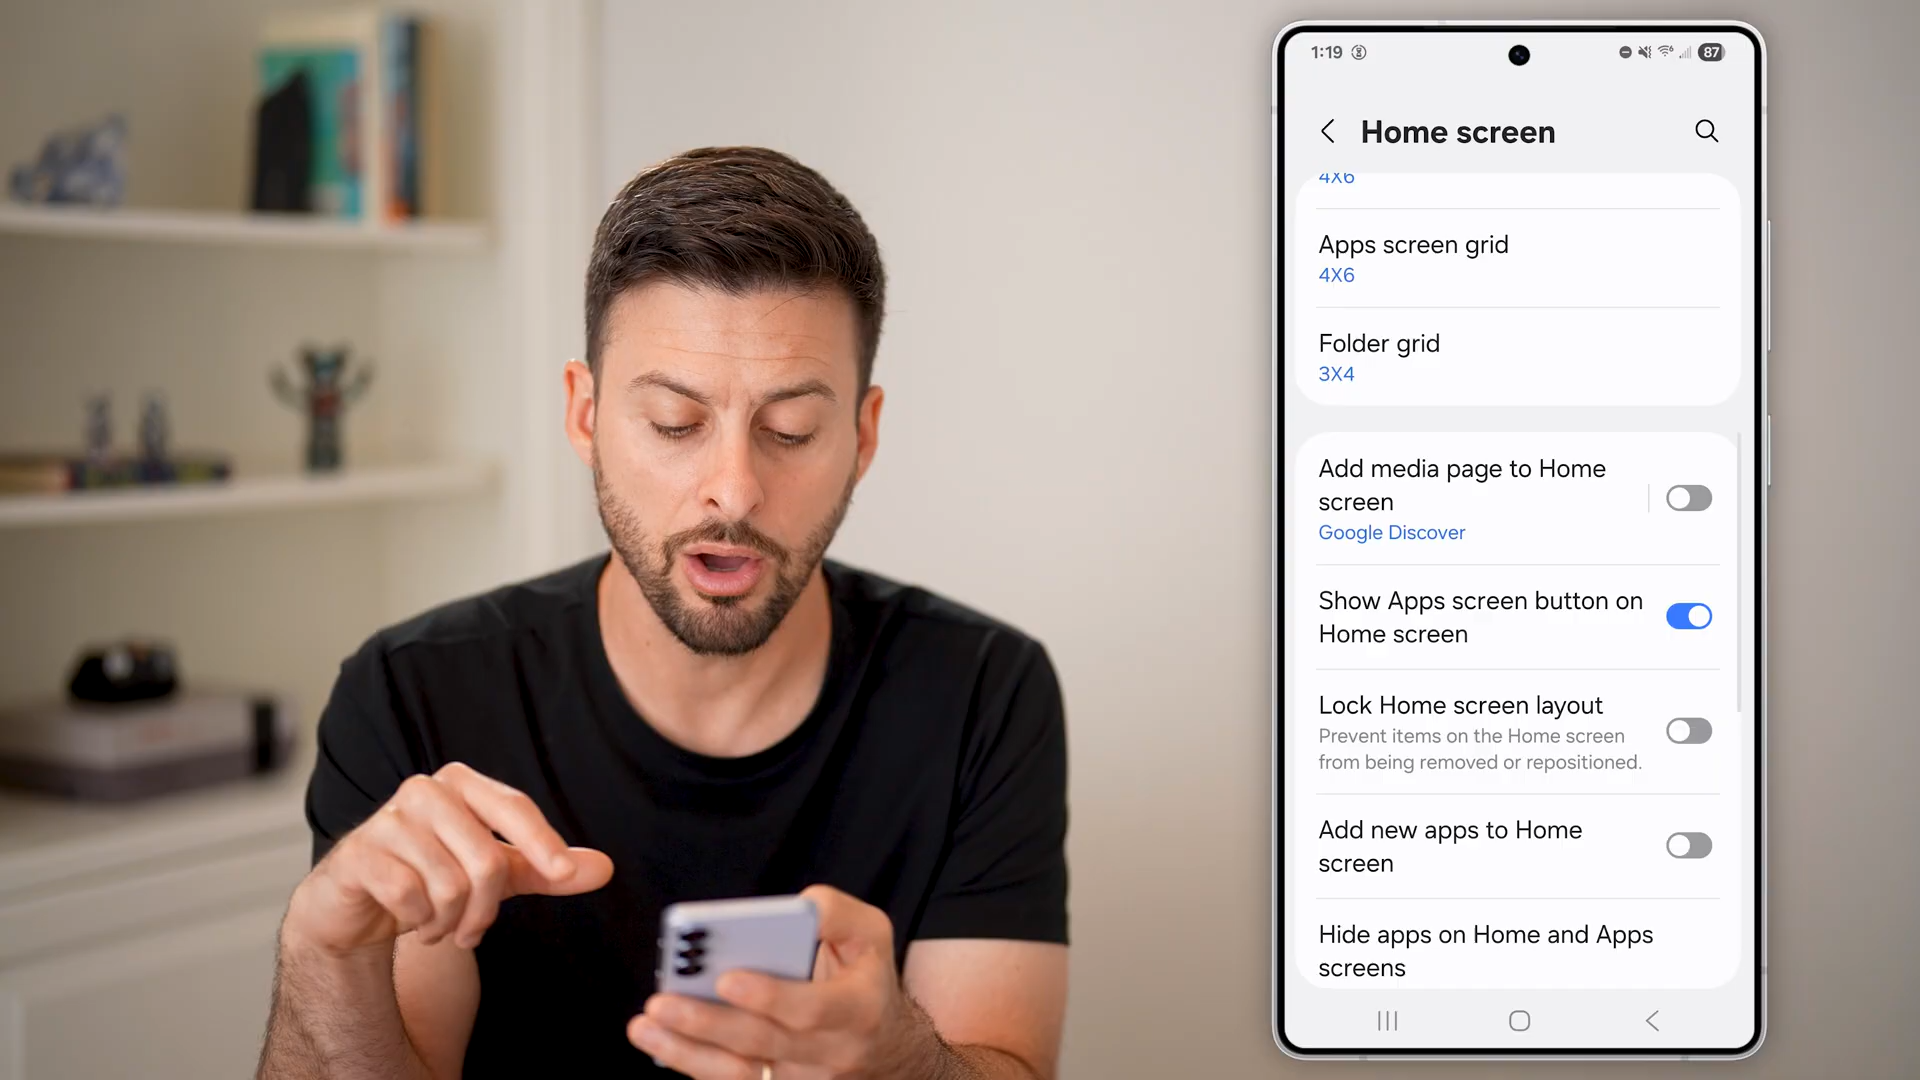 1:19
87
Home screen
4X6
Apps screen grid
4X6
Folder grid
3X4
Add media page to Home
screen
Google Discover
Show Apps screen button on
Home screen
Lock Home screen layout
Prevent items on the Home screen
from being removed or repositioned.
Add new apps to Home
screen
Hide apps on Home and Apps
screens